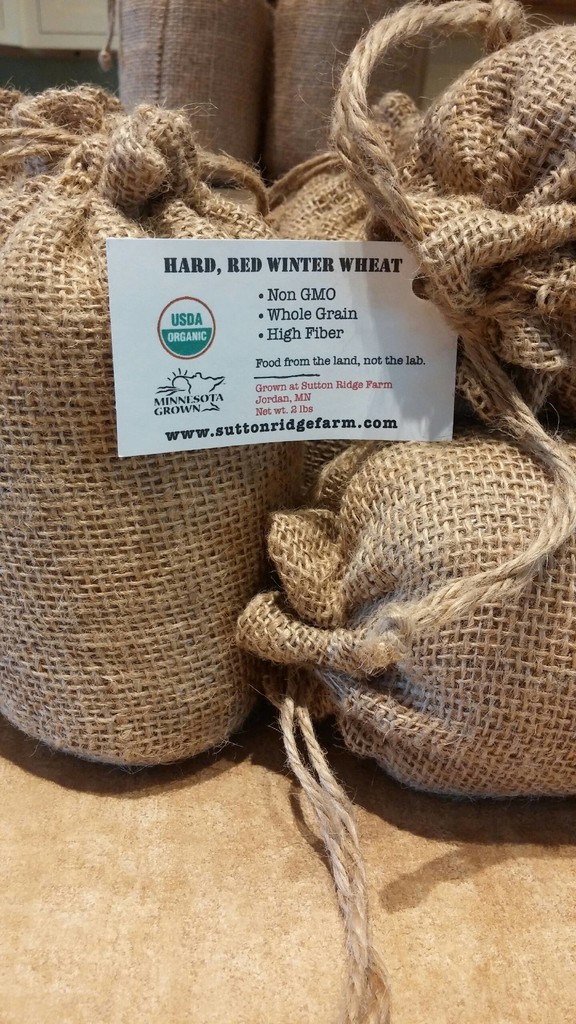 HARD, RED WINTER WHEAT
• Non GMO
• Whole Grain
• High Fiber
USDA
ORGANIC
Food from the land, not the lab.
MINNESOTA
GROWN
Grown at Sutton Ridge Farm
Jordan, MN
Net wt. 2 lbs
www.suttonridgefarm.com